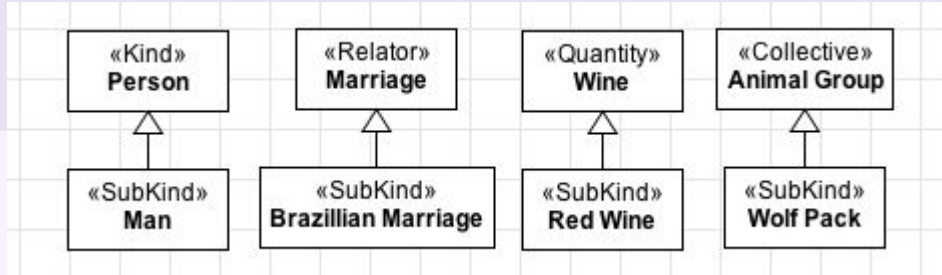 «Kind»
Person
«Relator»
Marriage
«Quantity»
Wine
«Collective»
Animal Group
«SubKind»
Man
«SubKind»
Brazillian Marriage
«SubKind»
Red Wine
«SubKind»
Wolf Pack